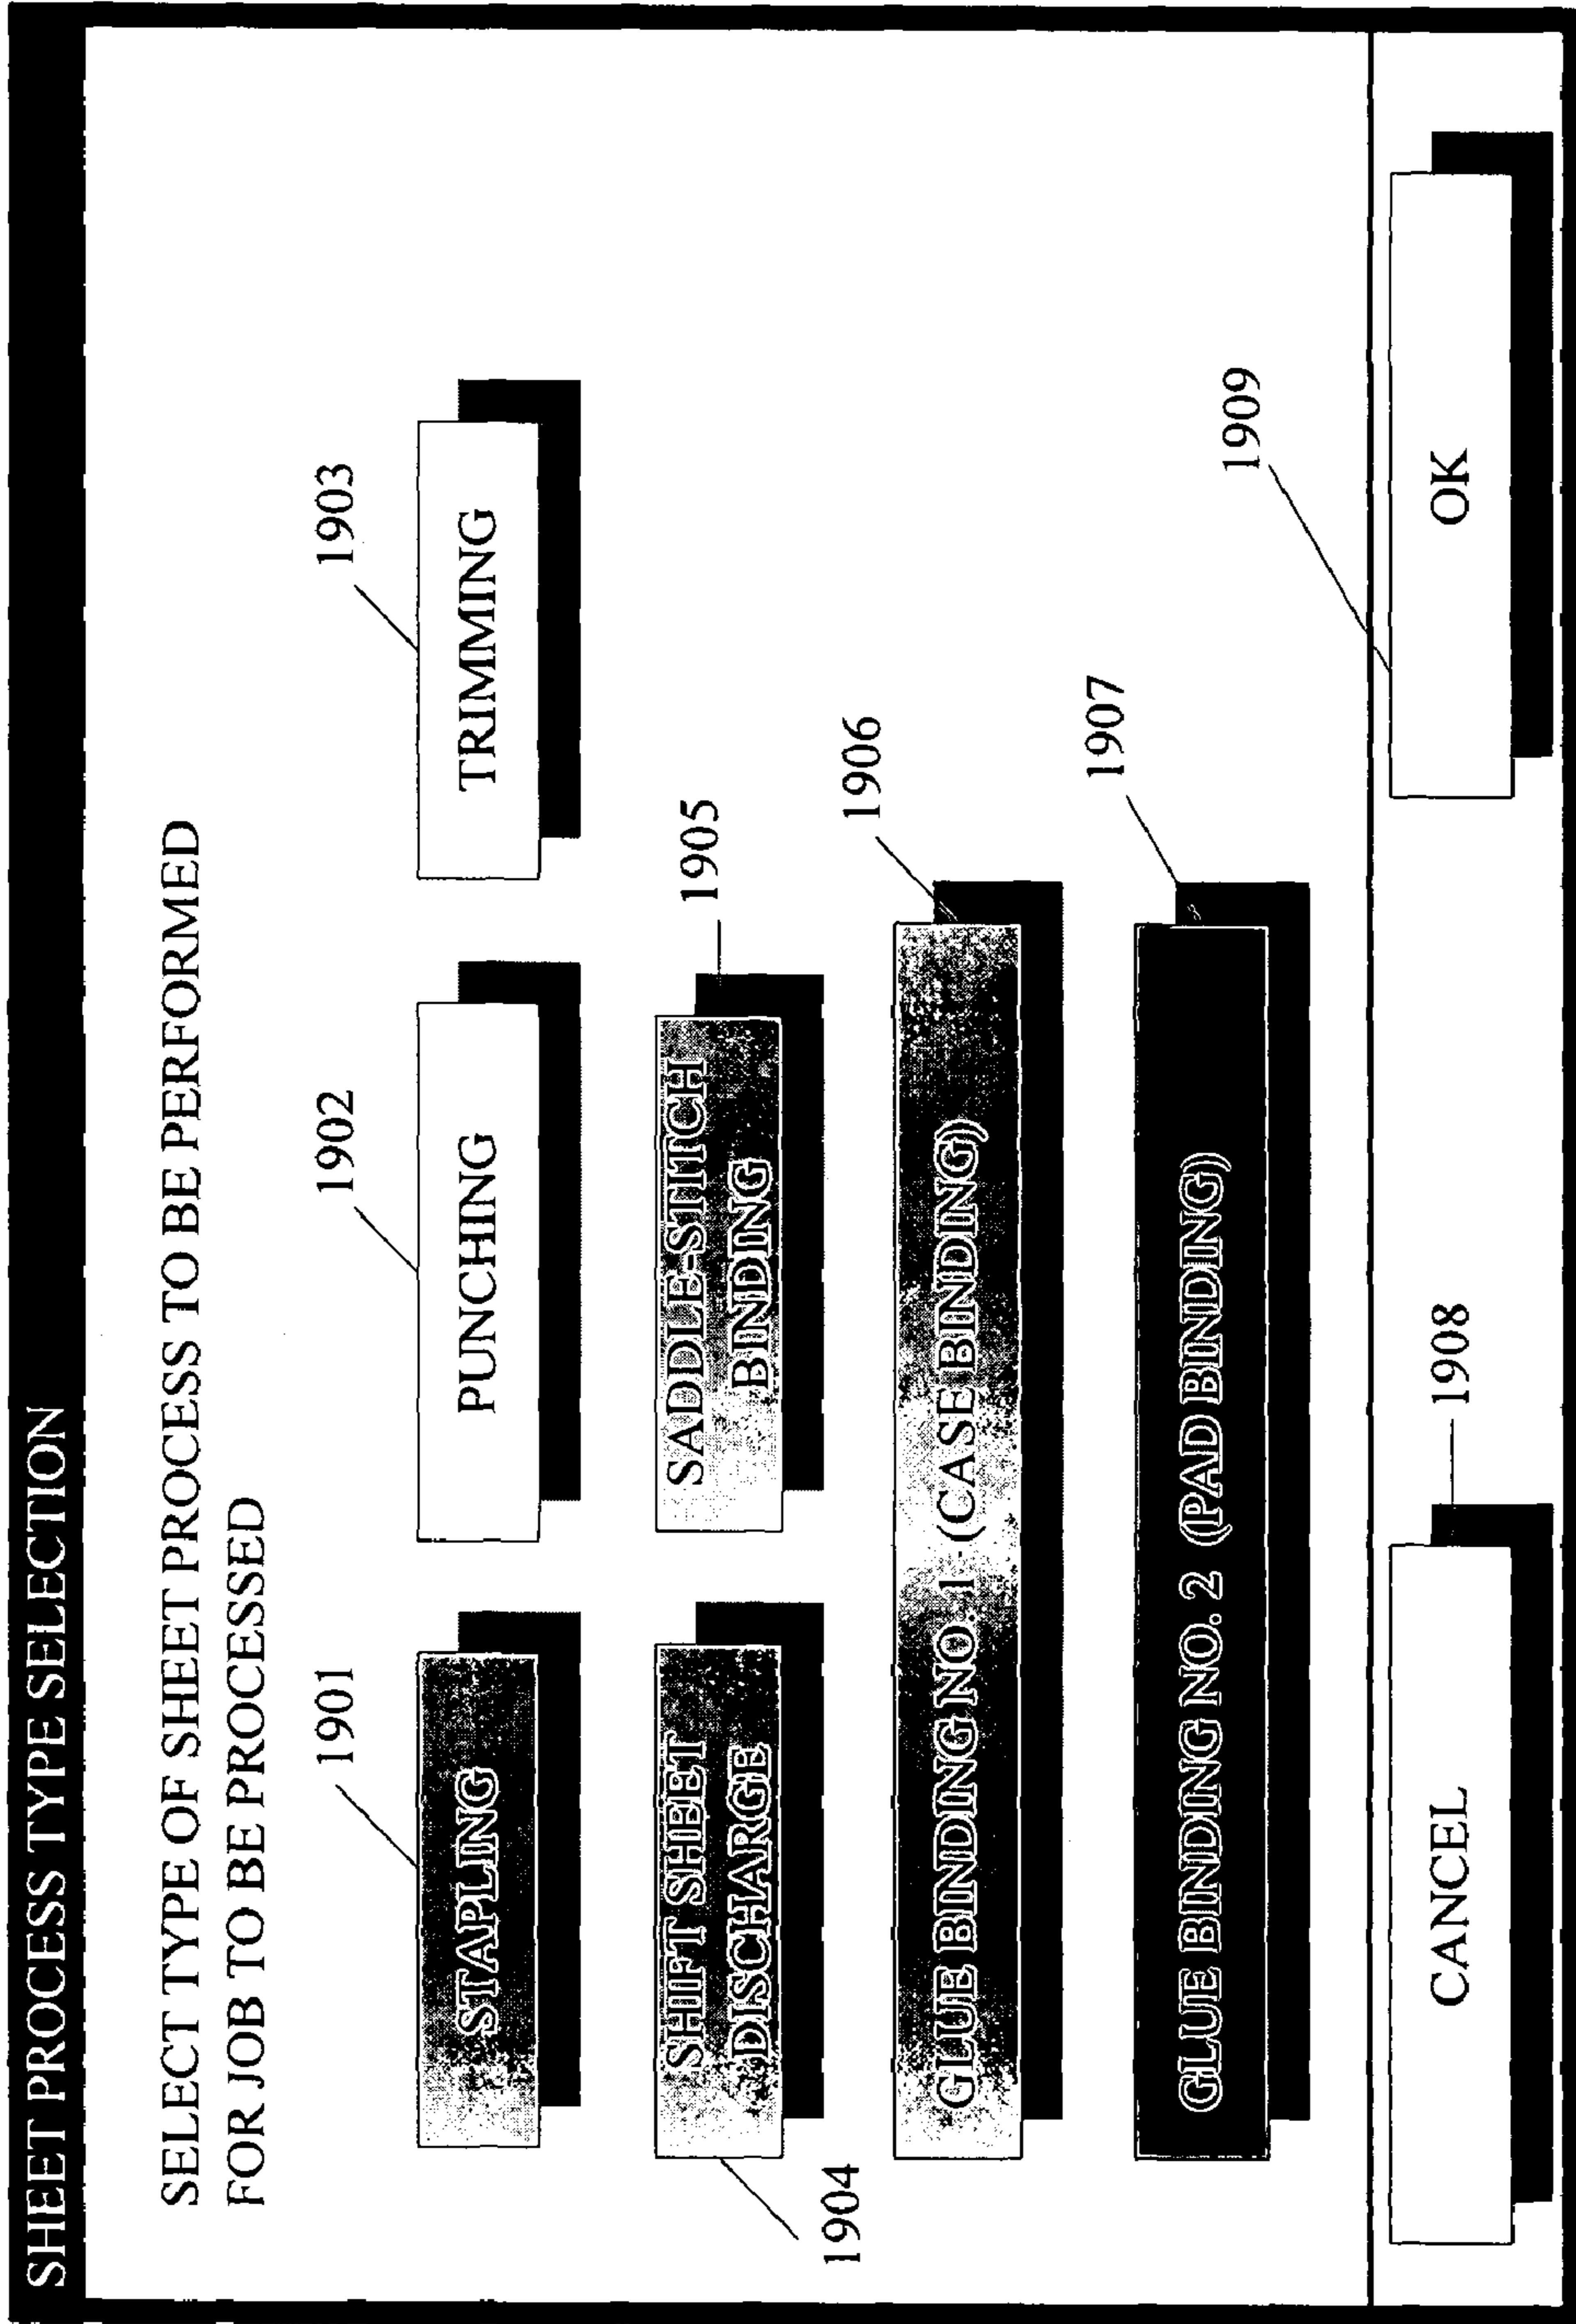 SHEET PROCESS TYPE SELECTION
SELECT TYPE OF SHEET PROCESS TO BE PERFORMED
FOR JOB TO BE PROCESSED
1901
1902
1903
STAPLING
PUNCHING
TRIMMING
1904
1905
SHIFT SHEET
DISCHARGE
SADDLE-STITCH
BINDING
1906
GLUE BINDING NO. 1 (CASE BINDING)
1907
GLUE BINDING NO. 2 (PAD BINDING)
1908
1909
CANCEL
OK